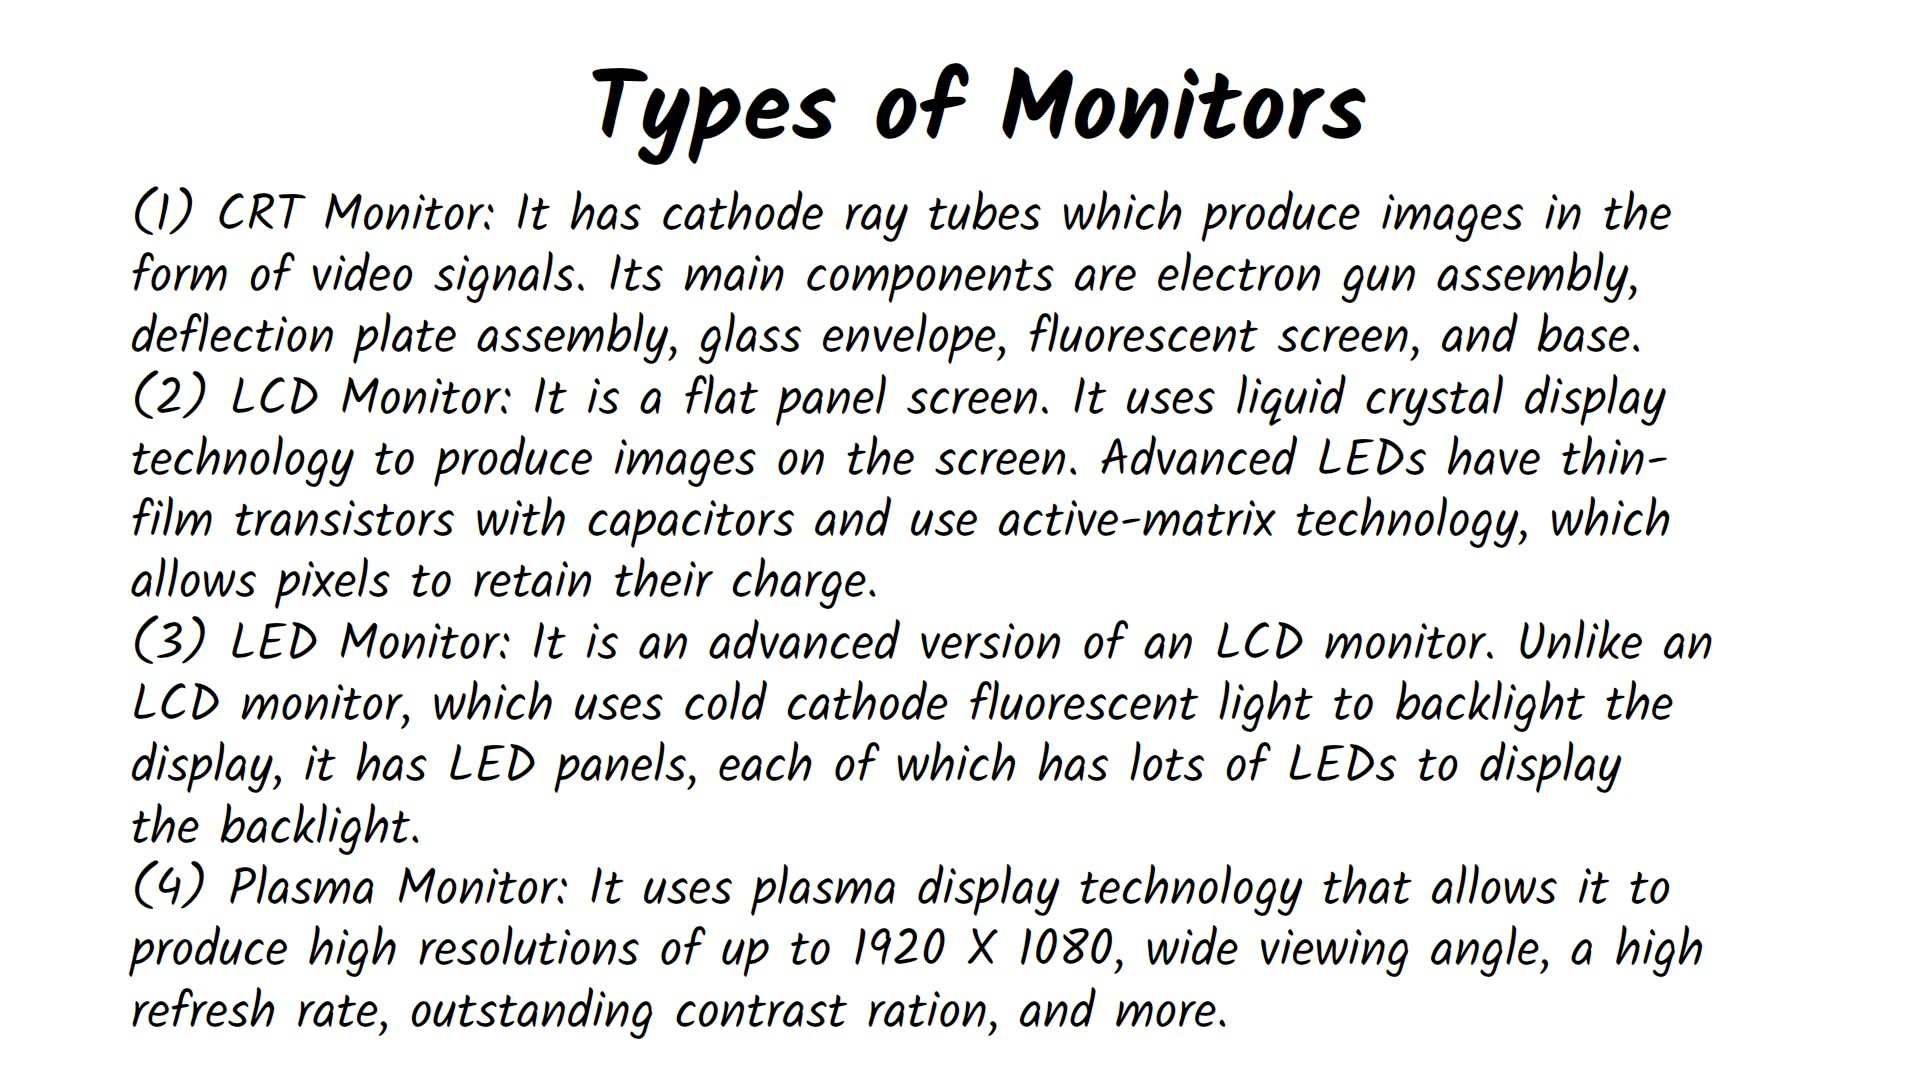 Types of Monitors
(1) CRT Monitor: It has cathode ray tubes which produce images in the
form of video signals. Its main components are electron gun assembly,
deflection plate assembly, glass envelope, fluorescent screen, and base.
(2) LCD Monitor: It is a flat panel screen. It uses liquid crystal display
technology to produce images on the screen. Advanced LEDs have thin-
film transistors with capacitors and use active-matrix technology, which
allows pixels to retain their charge.
(3) LED Monitor: It is an advanced version of an LCD monitor. Unlike an
LCD monitor, which uses cold cathode fluorescent light to backlight the
display, it has LED panels, each of which has lots of LEDs to display
the backlight.
(4) Plasma Monitor: It uses plasma display technology that allows it to
produce high resolutions of up to 1920 X 1080, wide viewing angle, a high
refresh rate, outstanding contrast ration, and more.